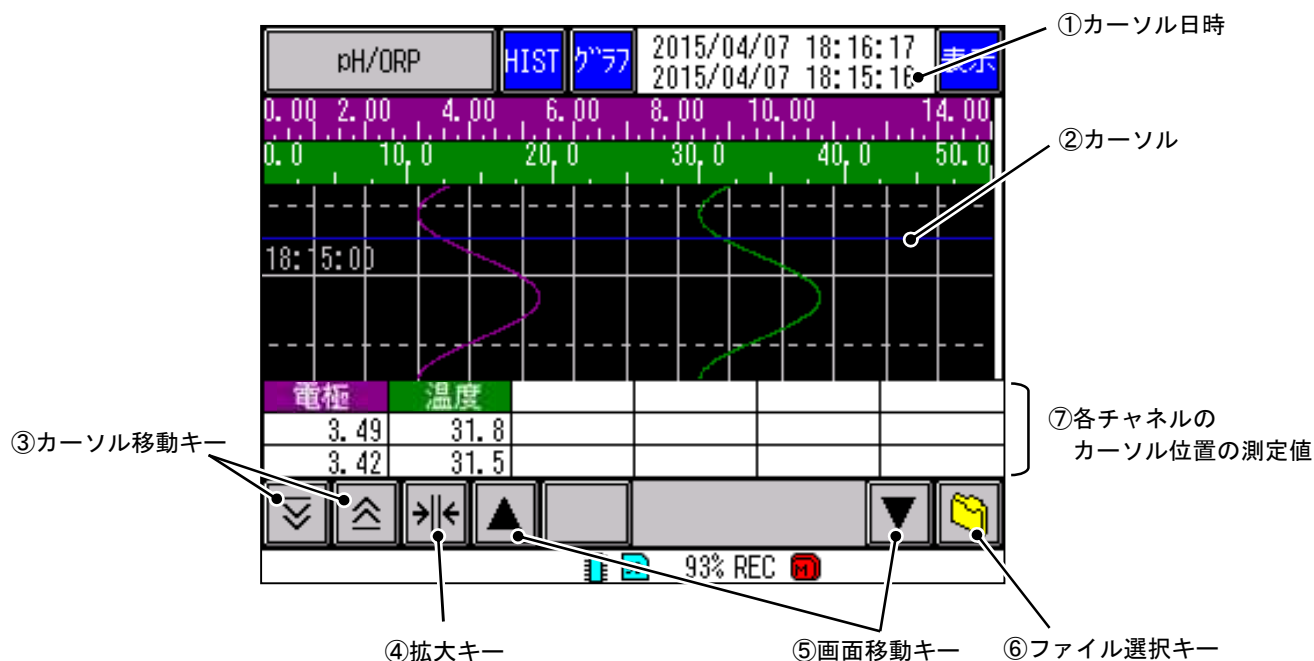 ①カーソル日時
pH/ORP
HIST
ｸﾞﾗﾌ
2015/04/07 18:16:17
2015/04/07 18:15:16
表示
0.00 2.00 4.00 6.00 8.00 10.00 14.00
0.0 10.0 20.0 30.0 40.0 50.0
②カーソル
18:15:00
電極 温度
3.49 31.8
3.42 31.5
⑦各チャネルの
カーソル位置の測定値
③カーソル移動キー
93% REC M
④拡大キー
⑤画面移動キー
⑥ファイル選択キー